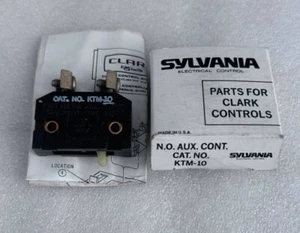 CLARK
CAT. NO. KTM-10
LOCATION
SYLVANIA
ELECTRICAL CONTROL
PARTS FOR
CLARK
CONTROLS
MADE IN U.S.A.
N.O. AUX. CONT.
CAT. NO.
KTM-10
SYLVANIA